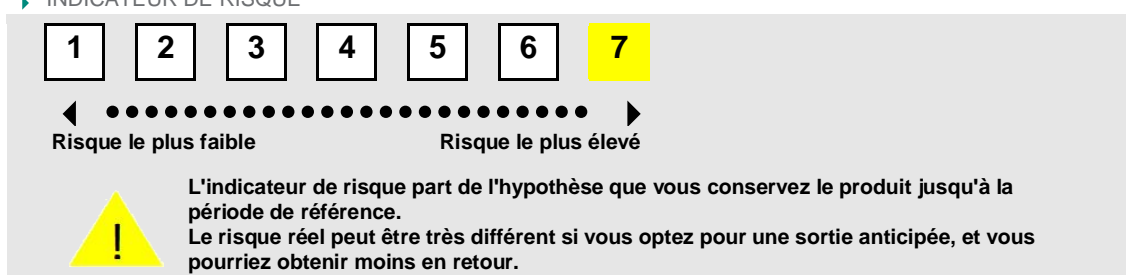 INDICATEUR DE RISQUE
1 2 3 4 5 6 7
Risque le plus faible Risque le plus élevé
L'indicateur de risque part de l'hypothèse que vous conservez le produit jusqu'à la
période de référence.
Le risque réel peut être très différent si vous optez pour une sortie anticipée, et vous
pourriez obtenir moins en retour.
!